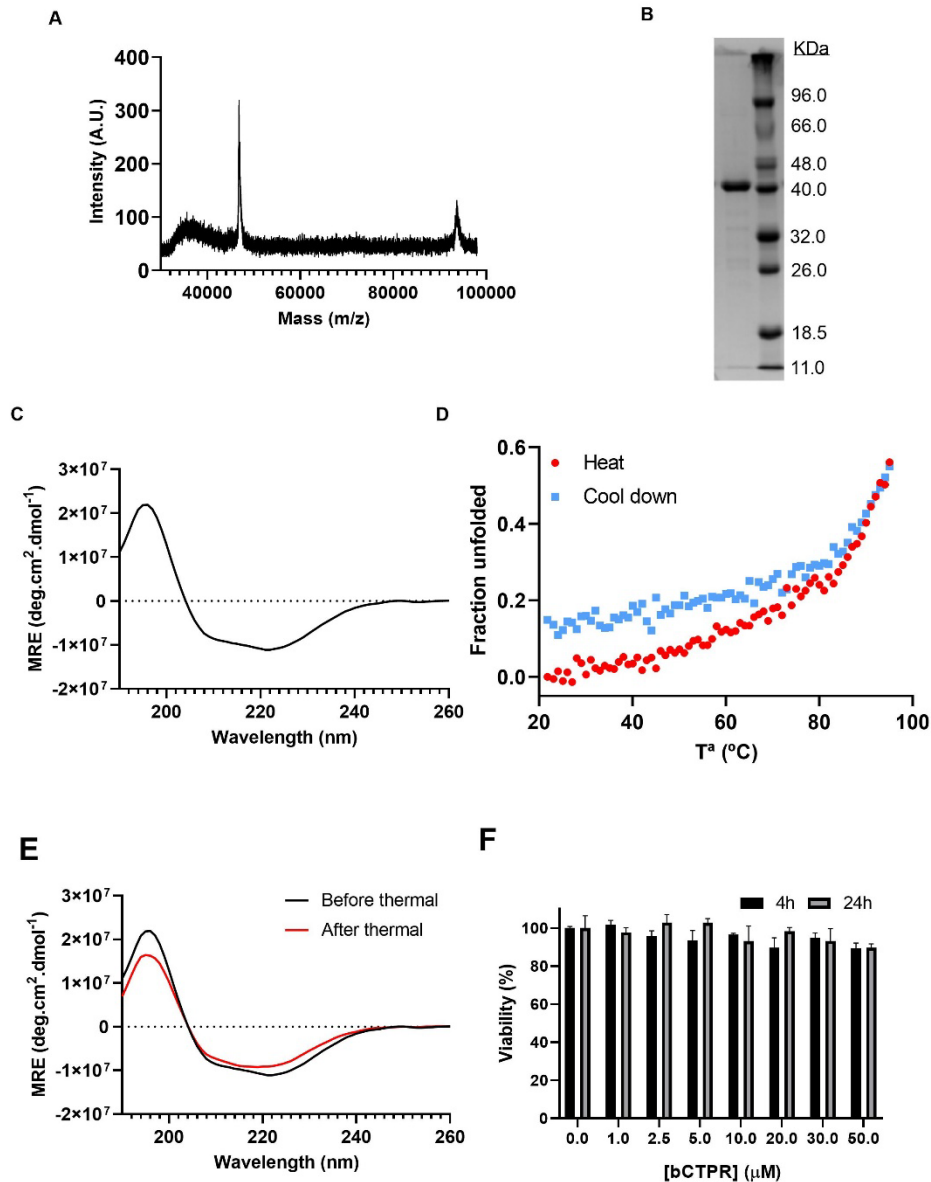 A
Intensity (A.U.)
400
300
200
100
0
40000 60000 80000 100000
Mass (m/z)
B
KDa
96.0
66.0
48.0
40.0
32.0
26.0
18.5
11.0
C
MRE (deg.cm².dmol⁻¹)
3×10⁷
2×10⁷
1×10⁷
0
-1×10⁷
-2×10⁷
200 220 240 260
Wavelength (nm)
D
Fraction unfolded
0.6
0.4
0.2
0.0
Heat
Cool down
20 40 60 80 100
Tª (ºC)
E
MRE (deg.cm².dmol⁻¹)
3×10⁷
2×10⁷
1×10⁷
0
-1×10⁷
-2×10⁷
Before thermal
After thermal
200 220 240 260
Wavelength (nm)
F
4h 24h
Viability (%)
100
80
60
40
20
0
0.0 1.0 2.5 5.0 10.0 20.0 30.0 50.0
[bCTPR] (μM)